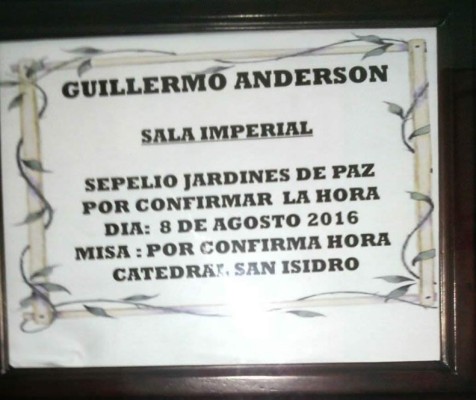 GUILLERMO ANDERSON
SALA IMPERIAL
SEPELIO JARDINES DE PAZ
POR CONFIRMAR LA HORA
DIA: 8 DE AGOSTO 2016
MISA : POR CONFIRMA HORA
CATEDRAL SAN ISIDRO